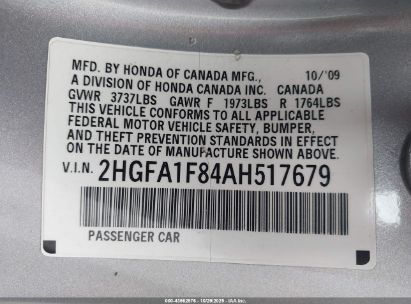 MFD. BY HONDA OF CANADA MFG., 10/'09
A DIVISION OF HONDA CANADA INC. CANADA
GVWR 3737LBS GAWR F 1973LBS R 1764LBS
THIS VEHICLE CONFORMS TO ALL APPLICABLE
FEDERAL MOTOR VEHICLE SAFETY, BUMPER,
AND THEFT PREVENTION STANDARDS IN EFFECT
ON THE DATE OF MANUFACTURE SHOWN ABOVE.
V.I.N. 2HGFA1F84AH517679
PASSENGER CAR